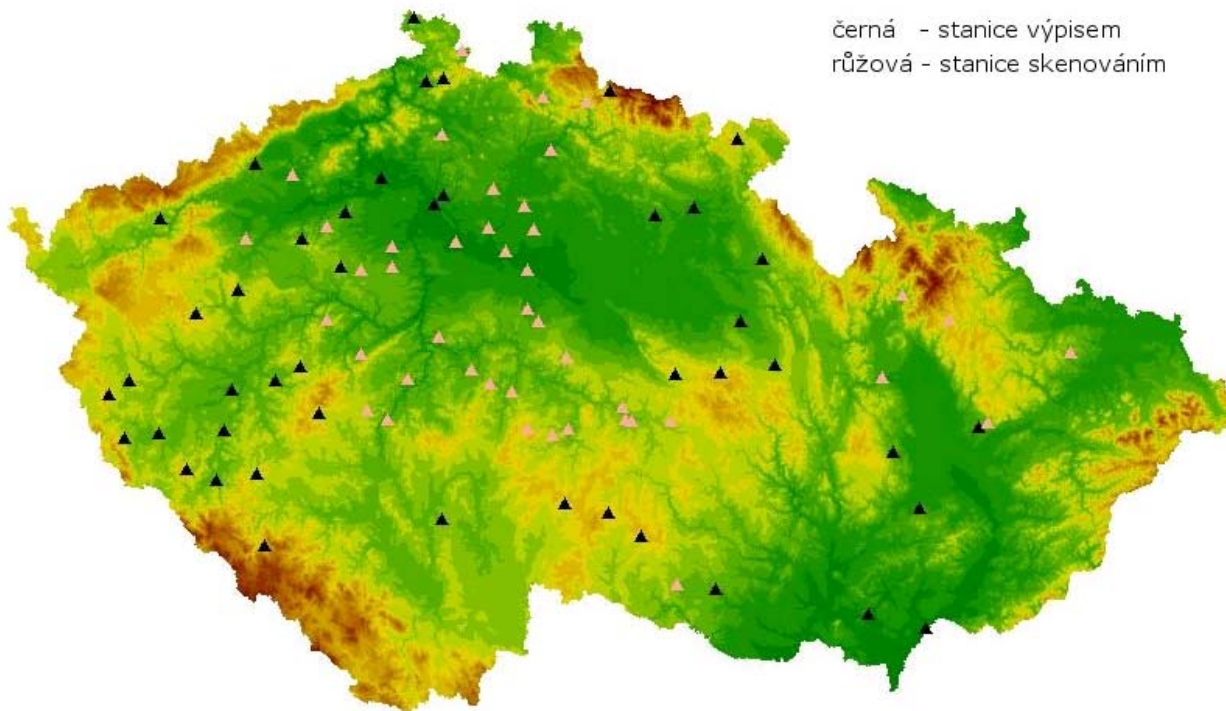 černá - stanice výpisem
růžová - stanice skenováním